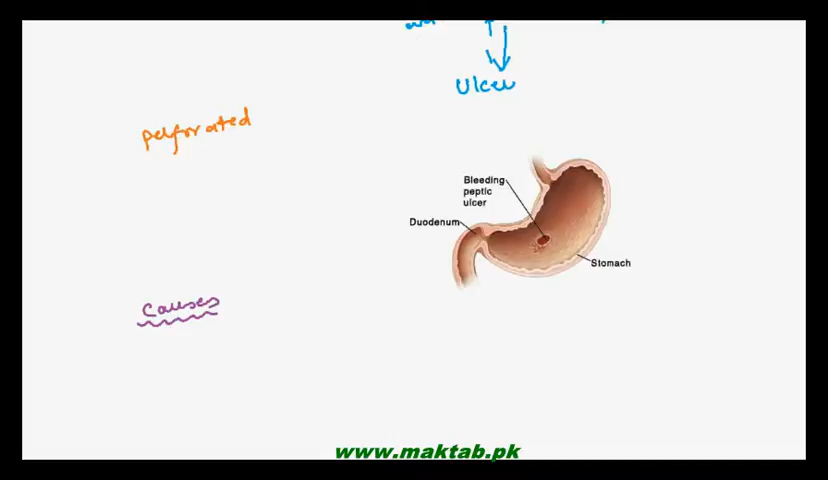 Ulcer
Perforated
Bleeding
peptic
ulcer
Duodenum
Stomach
Causes
www.maktab.pk